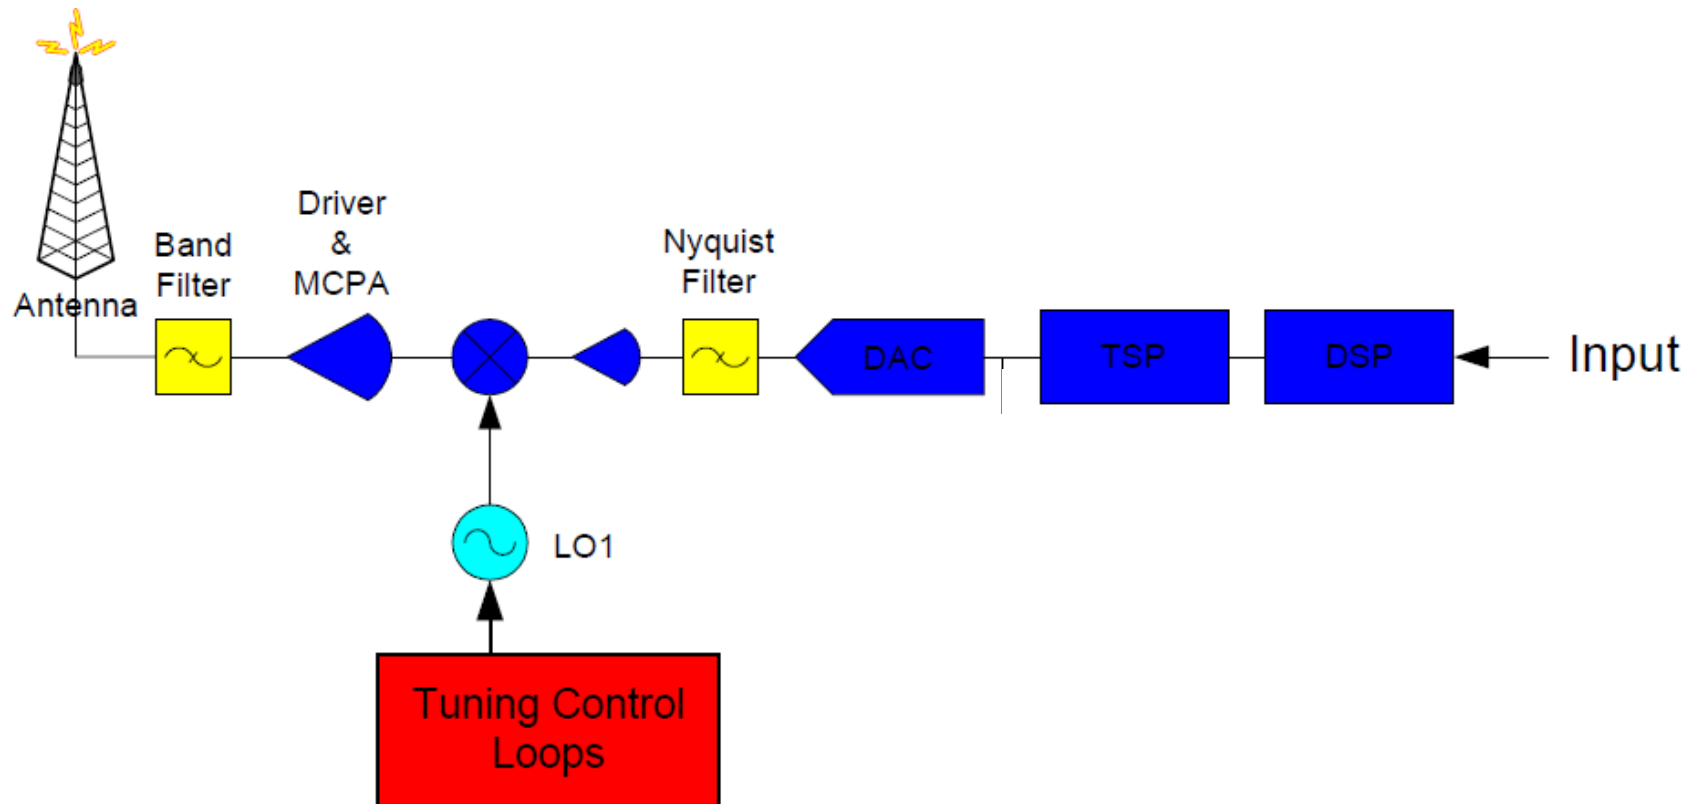 Driver
&
MCPA
Band
Filter
Nyquist
Filter
Antenna
DAC
TSP
DSP
Input
LO1
Tuning Control
Loops